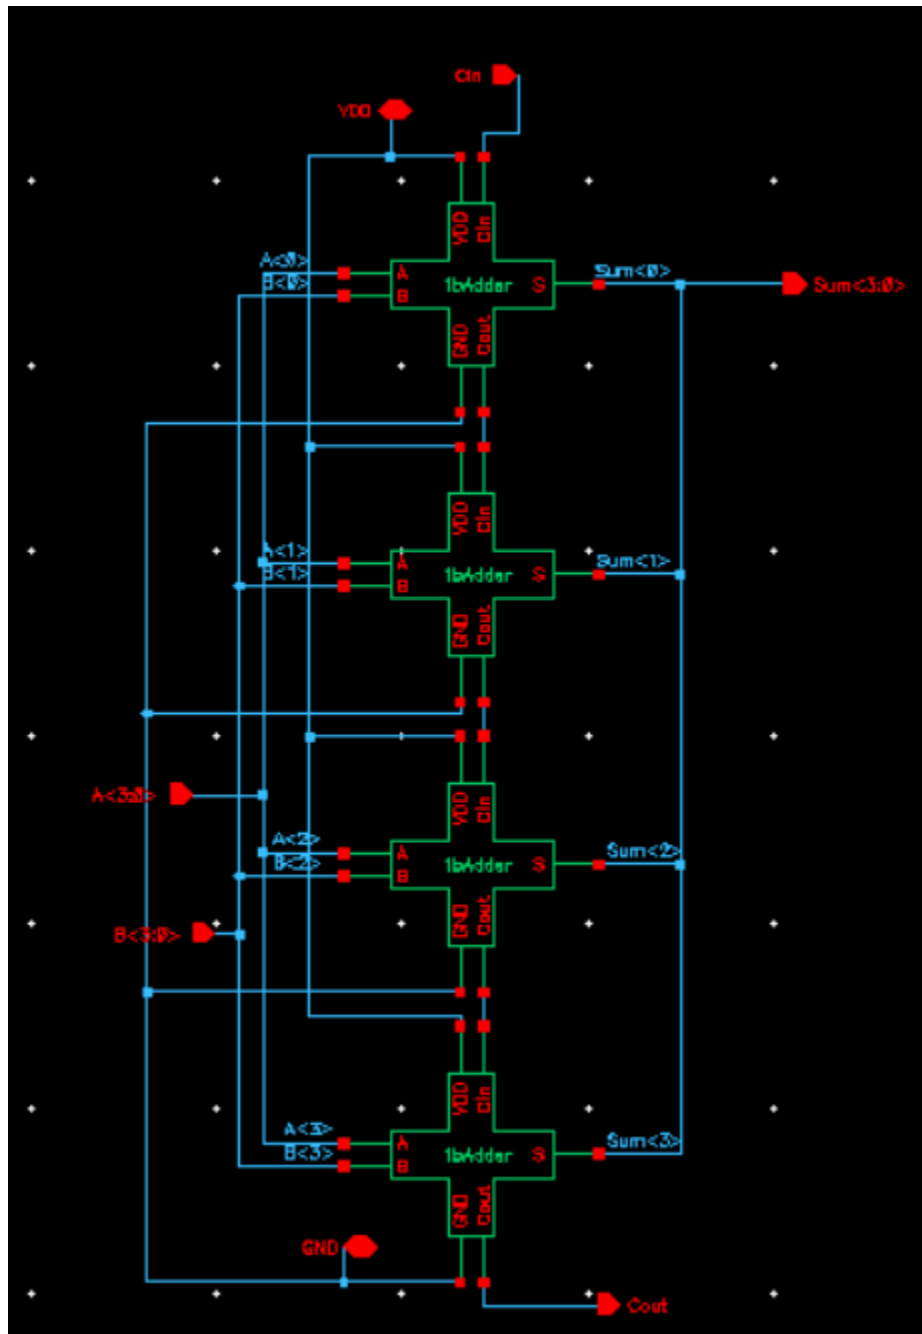 Cin
VDD
VDD Cin
A<0>
B<0>
A
B
1bAdder
S
Sum<0>
Sum<3:0>
GND Cout
VDD Cin
A<1>
B<1>
A
B
1bAdder
S
Sum<1>
GND Cout
A<3:0>
VDD Cin
A<2>
B<2>
A
B
1bAdder
S
Sum<2>
GND Cout
B<3:0>
VDD Cin
A<3>
B<3>
A
B
1bAdder
S
Sum<3>
GND Cout
GND
Cout